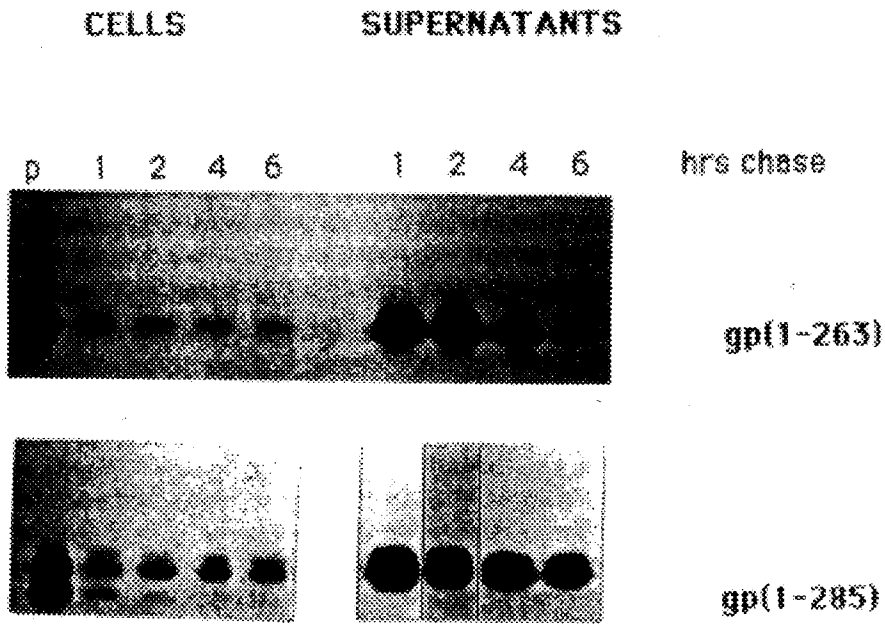 CELLS SUPERNATANTS
p 1 2 4 6 1 2 4 6 hrs chase
gp(1-263)
gp(1-285)